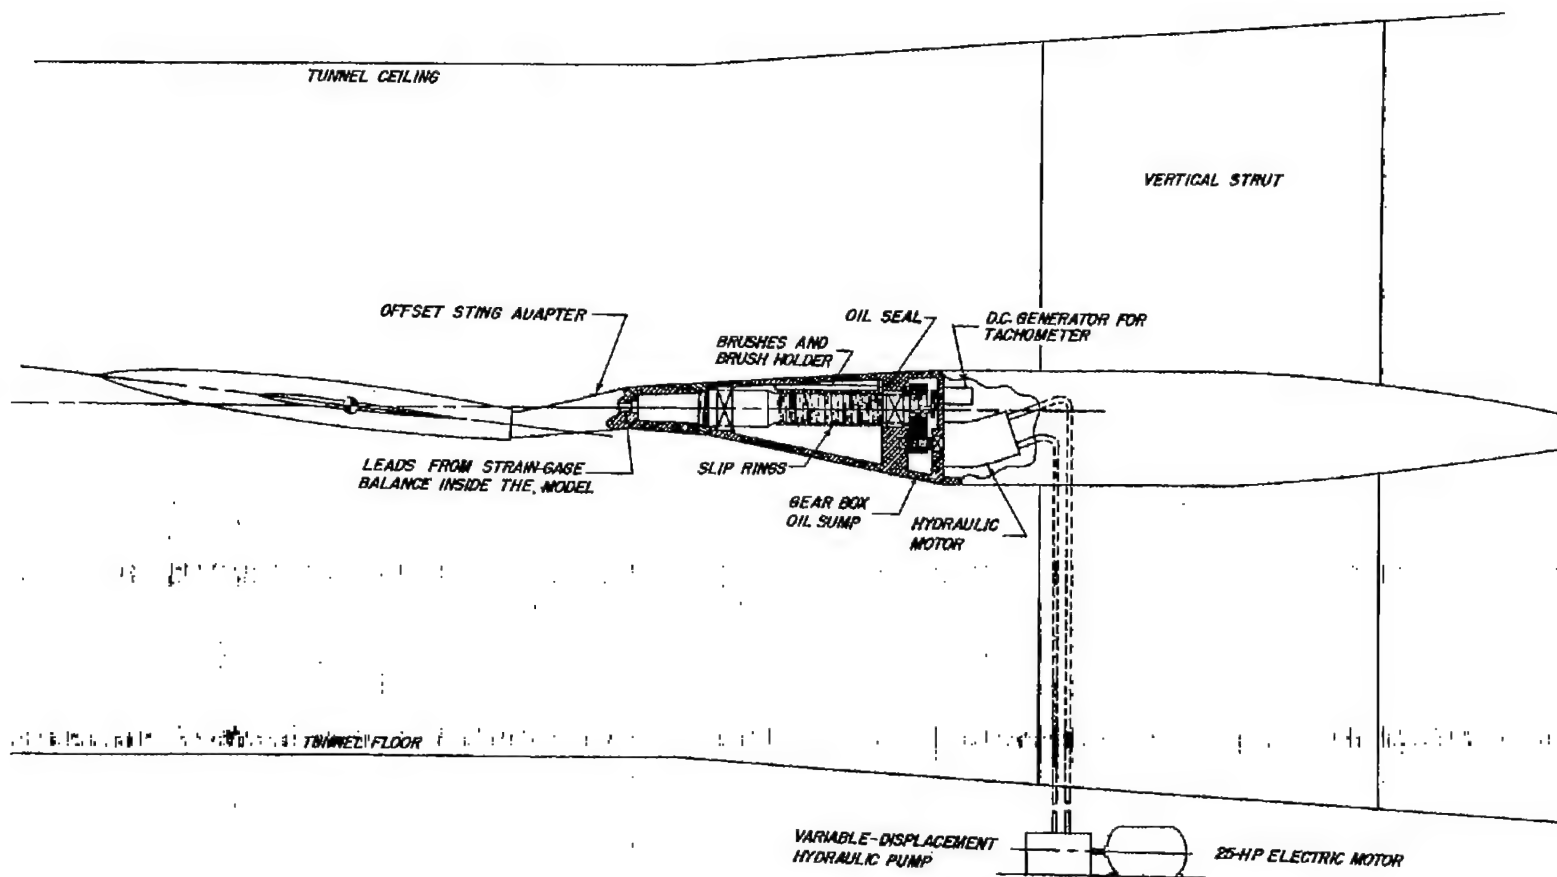 TUNNEL CEILING
VERTICAL STRUT
OFFSET STING ADAPTER
OIL SEAL
D.C. GENERATOR FOR
TACHOMETER
BRUSHES AND
BRUSH HOLDER
LEADS FROM STRAIN-GAGE
BALANCE INSIDE THE MODEL
SLIP RINGS
GEAR BOX
OIL SUMP
HYDRAULIC
MOTOR
TUNNEL FLOOR
VARIABLE-DISPLACEMENT
HYDRAULIC PUMP
25-HP ELECTRIC MOTOR